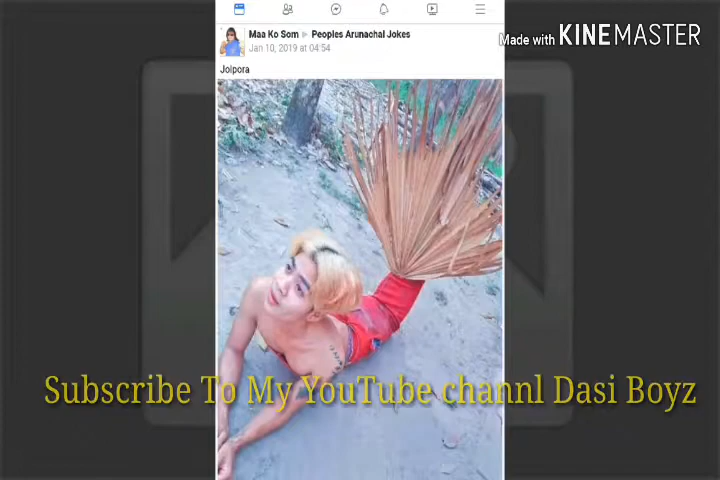 Made with KINEMASTER
Maa Ko Som ▶ Peoples Arunachal Jokes
Jan 10, 2019 at 04:54
Joipora
Subscribe To My YouTube channl Dasi Boyz